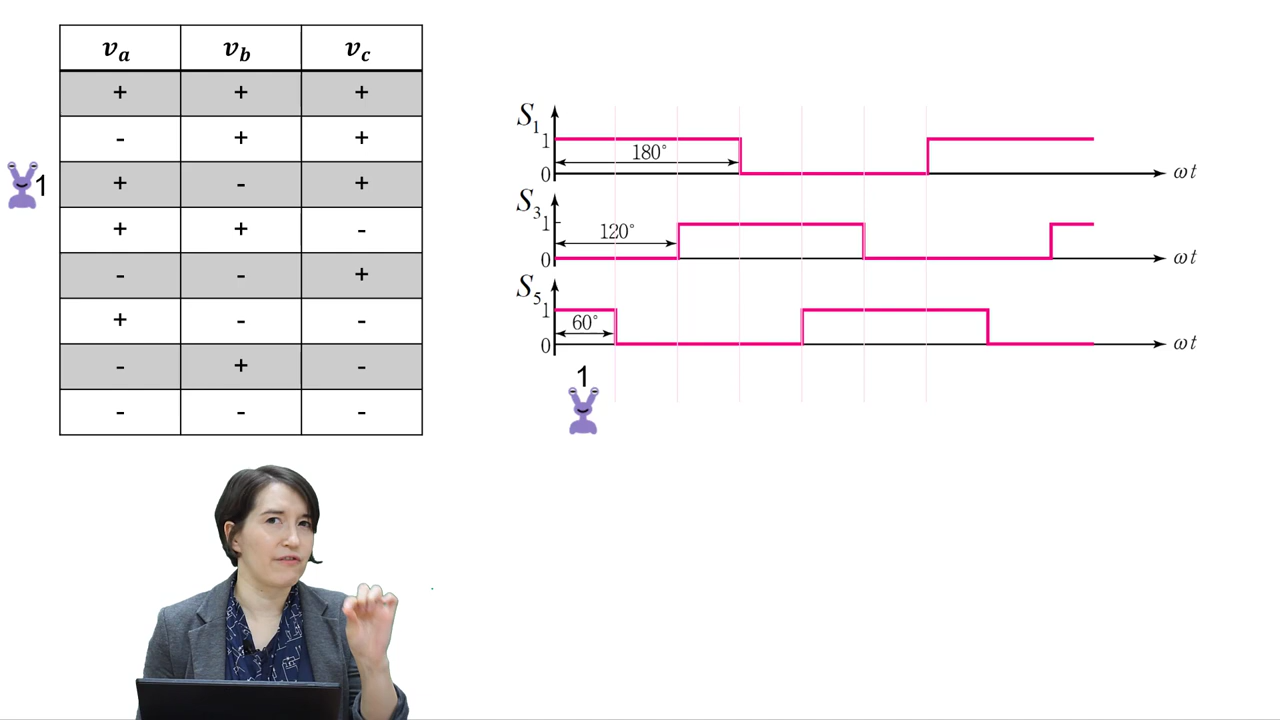 v_a v_b v_c
+ + +
- + +
1 + - +
+ + -
- - +
+ - -
- + -
- - -
S_1
1
180°
0
ωt
S_3
1
120°
0
ωt
S_5
1
60°
0
ωt
1